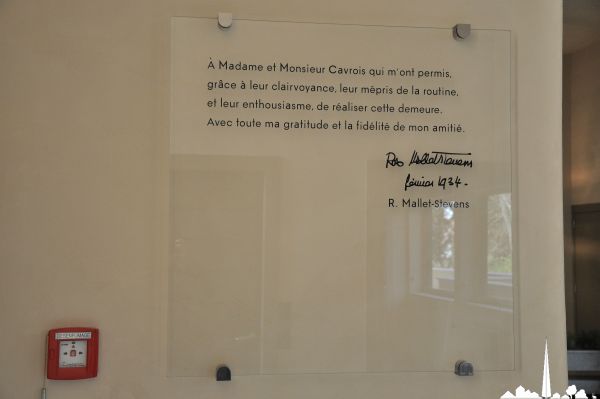 À Madame et Monsieur Cavrois qui m'ont permis,
grâce à leur clairvoyance, leur mépris de la routine,
et leur enthousiasme, de réaliser cette demeure.
Avec toute ma gratitude et la fidélité de mon amitié.
Rob Mallet Stevens
février 1934 -
R. Mallet-Stevens
DESENFUMAGE